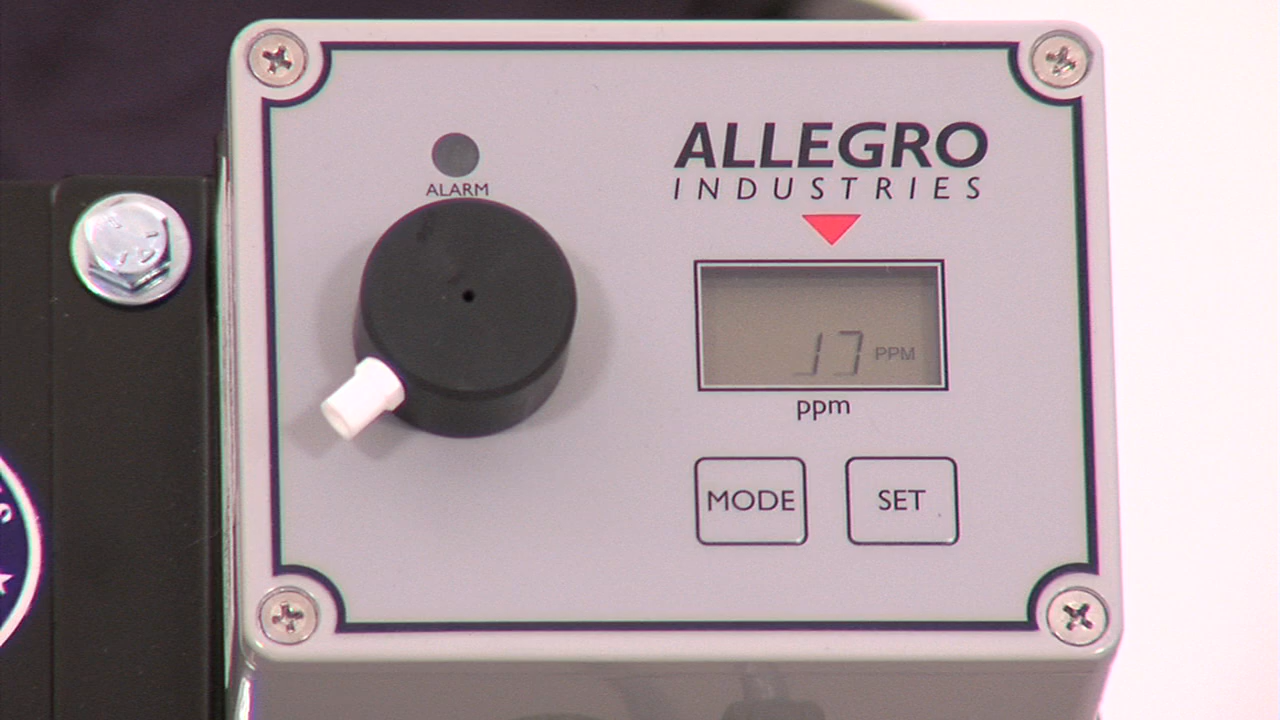 ALARM
ALLEGRO
INDUSTRIES
17 PPM
ppm
MODE
SET